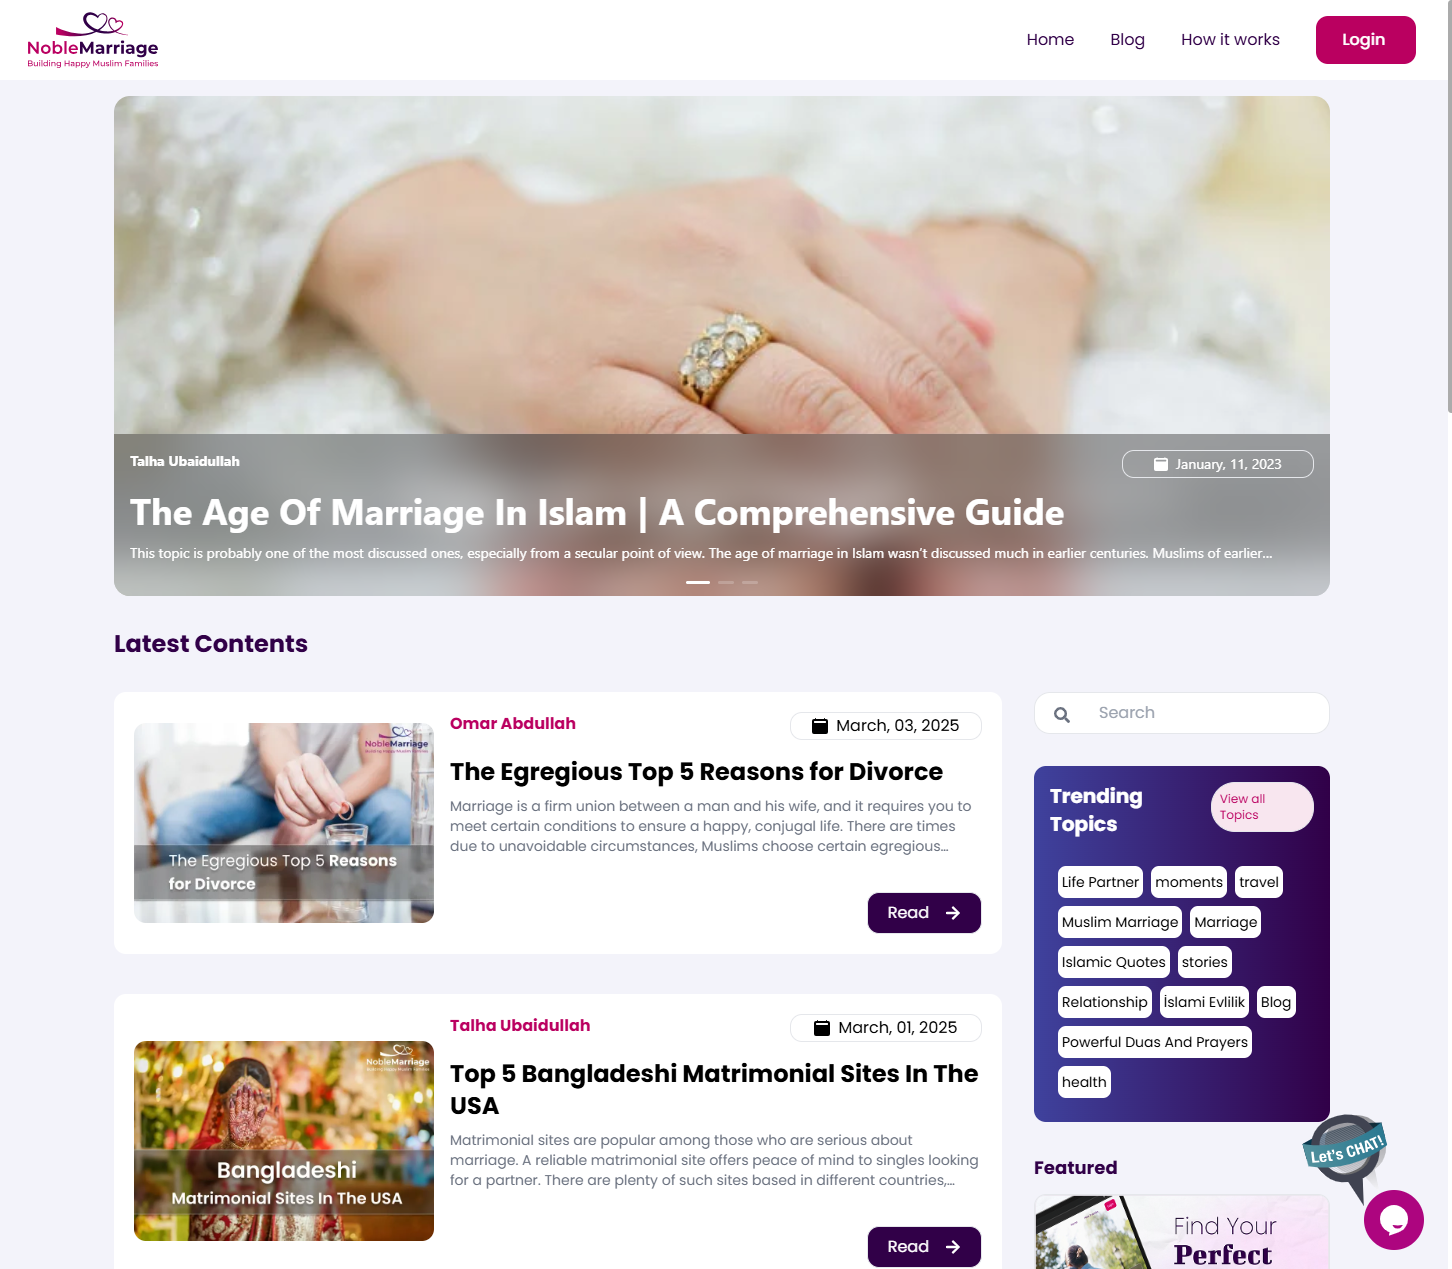 NobleMarriage
Building Happy Muslim Families
Home
Blog
How it works
Login
Talha Ubaidullah
January, 11, 2023
The Age Of Marriage In Islam | A Comprehensive Guide
This topic is probably one of the most discussed ones, especially from a secular point of view. The age of marriage in Islam wasn't discussed much in earlier centuries. Muslims of earlier...
Latest Contents
NobleMarriage
Building Happy Muslim Families
The Egregious Top 5 Reasons
for Divorce
Omar Abdullah
March, 03, 2025
The Egregious Top 5 Reasons for Divorce
Marriage is a firm union between a man and his wife, and it requires you to
meet certain conditions to ensure a happy, conjugal life. There are times
due to unavoidable circumstances, Muslims choose certain egregious...
Read
NobleMarriage
Building Happy Muslim Families
Bangladeshi
Matrimonial Sites In The USA
Talha Ubaidullah
March, 01, 2025
Top 5 Bangladeshi Matrimonial Sites In The
USA
Matrimonial sites are popular among those who are serious about
marriage. A reliable matrimonial site offers peace of mind to singles looking
for a partner. There are plenty of such sites based in different countries,...
Read
Search
Trending
Topics
View all
Topics
Life Partner
moments
travel
Muslim Marriage
Marriage
Islamic Quotes
stories
Relationship
İslami Evlilik
Blog
Powerful Duas And Prayers
health
Let's CHAT!
Featured
Find Your
Perfect